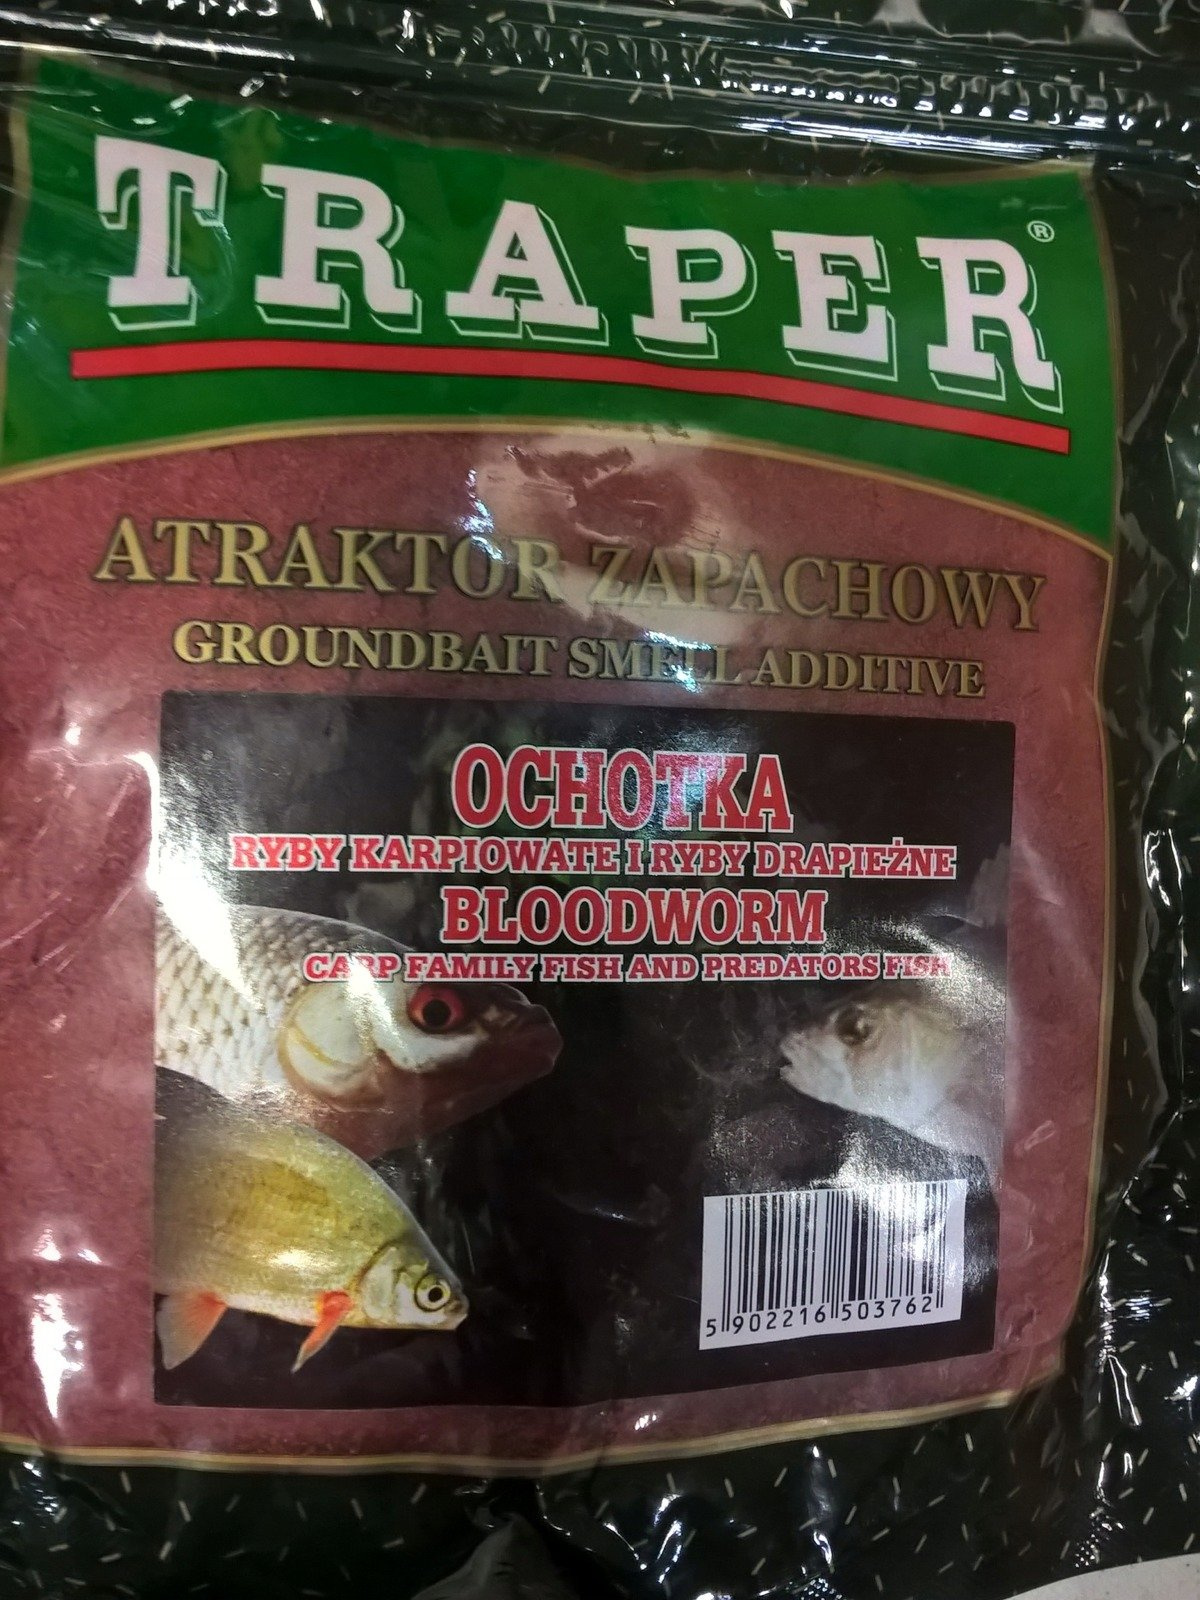 TRAPER®
ATRAKTOR ZAPACHOWY
GROUNDBAIT SMELL ADDITIVE
OCHOTKA
RYBY KARPIOWATE I RYBY DRAPIEŻNE
BLOODWORM
CARP FAMILY FISH AND PREDATORS FISH
5 902216 503762